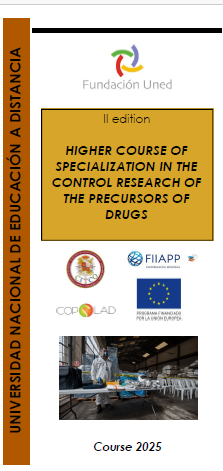 UNIVERSIDAD NACIONAL DE EDUCACIÓN A DISTANCIA
Fundación Uned
II edition
HIGHER COURSE OF
SPECIALIZATION IN THE
CONTROL RESEARCH OF
THE PRECURSORS OF
DRUGS
FIIAPP
COPOLAD
PROGRAMA FINANCIADO
POR LA UNIÓN EUROPEA
Course 2025